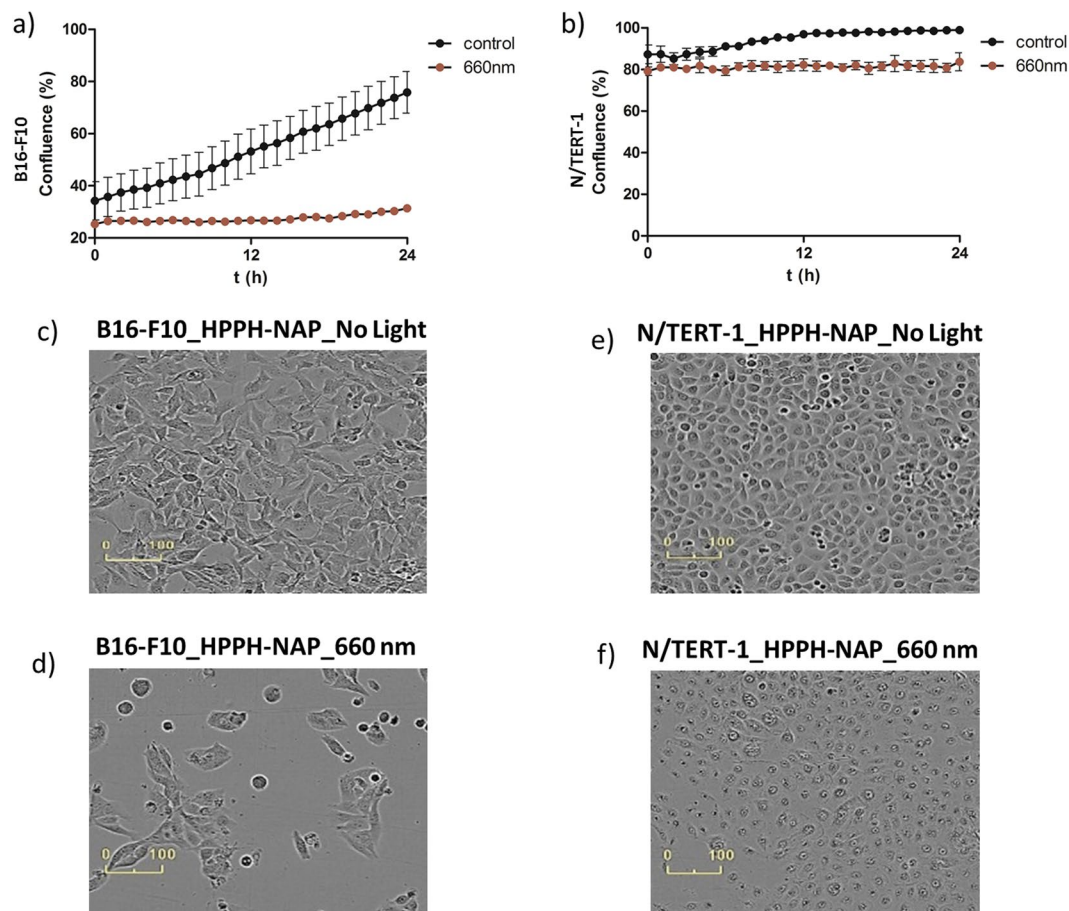 a)
100
80
60
40
20
B16-F10
Confluence (%)
0
12
24
t (h)
control
660nm
b)
100
80
60
40
20
0
N/TERT-1
Confluence (%)
0
12
24
t (h)
control
660nm
c)
B16-F10_HPPH-NAP_No Light
0 100
e)
N/TERT-1_HPPH-NAP_No Light
0 100
d)
B16-F10_HPPH-NAP_660 nm
0 100
f)
N/TERT-1_HPPH-NAP_660 nm
0 100